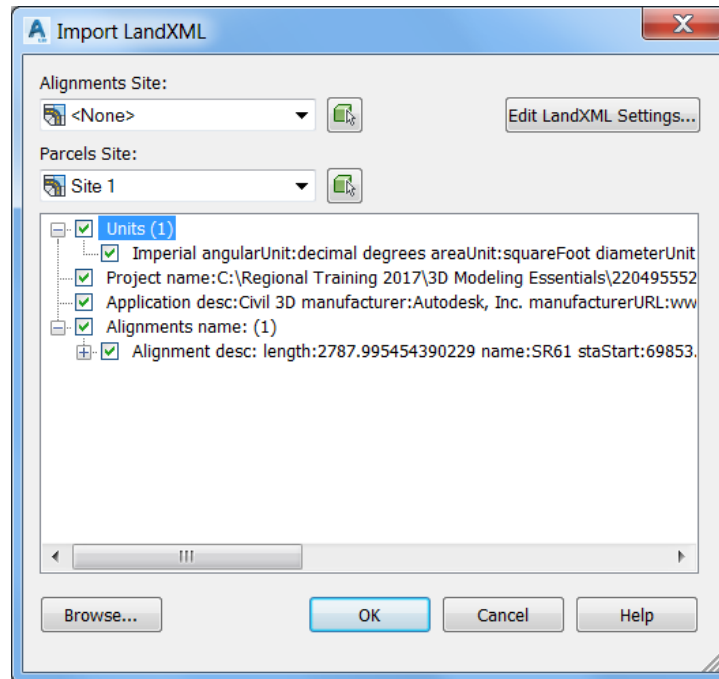 Import LandXML
Alignments Site:
<None>
Edit LandXML Settings...
Parcels Site:
Site 1
Units (1)
Imperial angularUnit:decimal degrees areaUnit:squareFoot diameterUnit
Project name:C:\Regional Training 2017\3D Modeling Essentials\220495552
Application desc:Civil 3D manufacturer:Autodesk, Inc. manufacturerURL:ww
Alignments name: (1)
Alignment desc: length:2787.995454390229 name:SR61 staStart:69853.
Browse...
OK
Cancel
Help